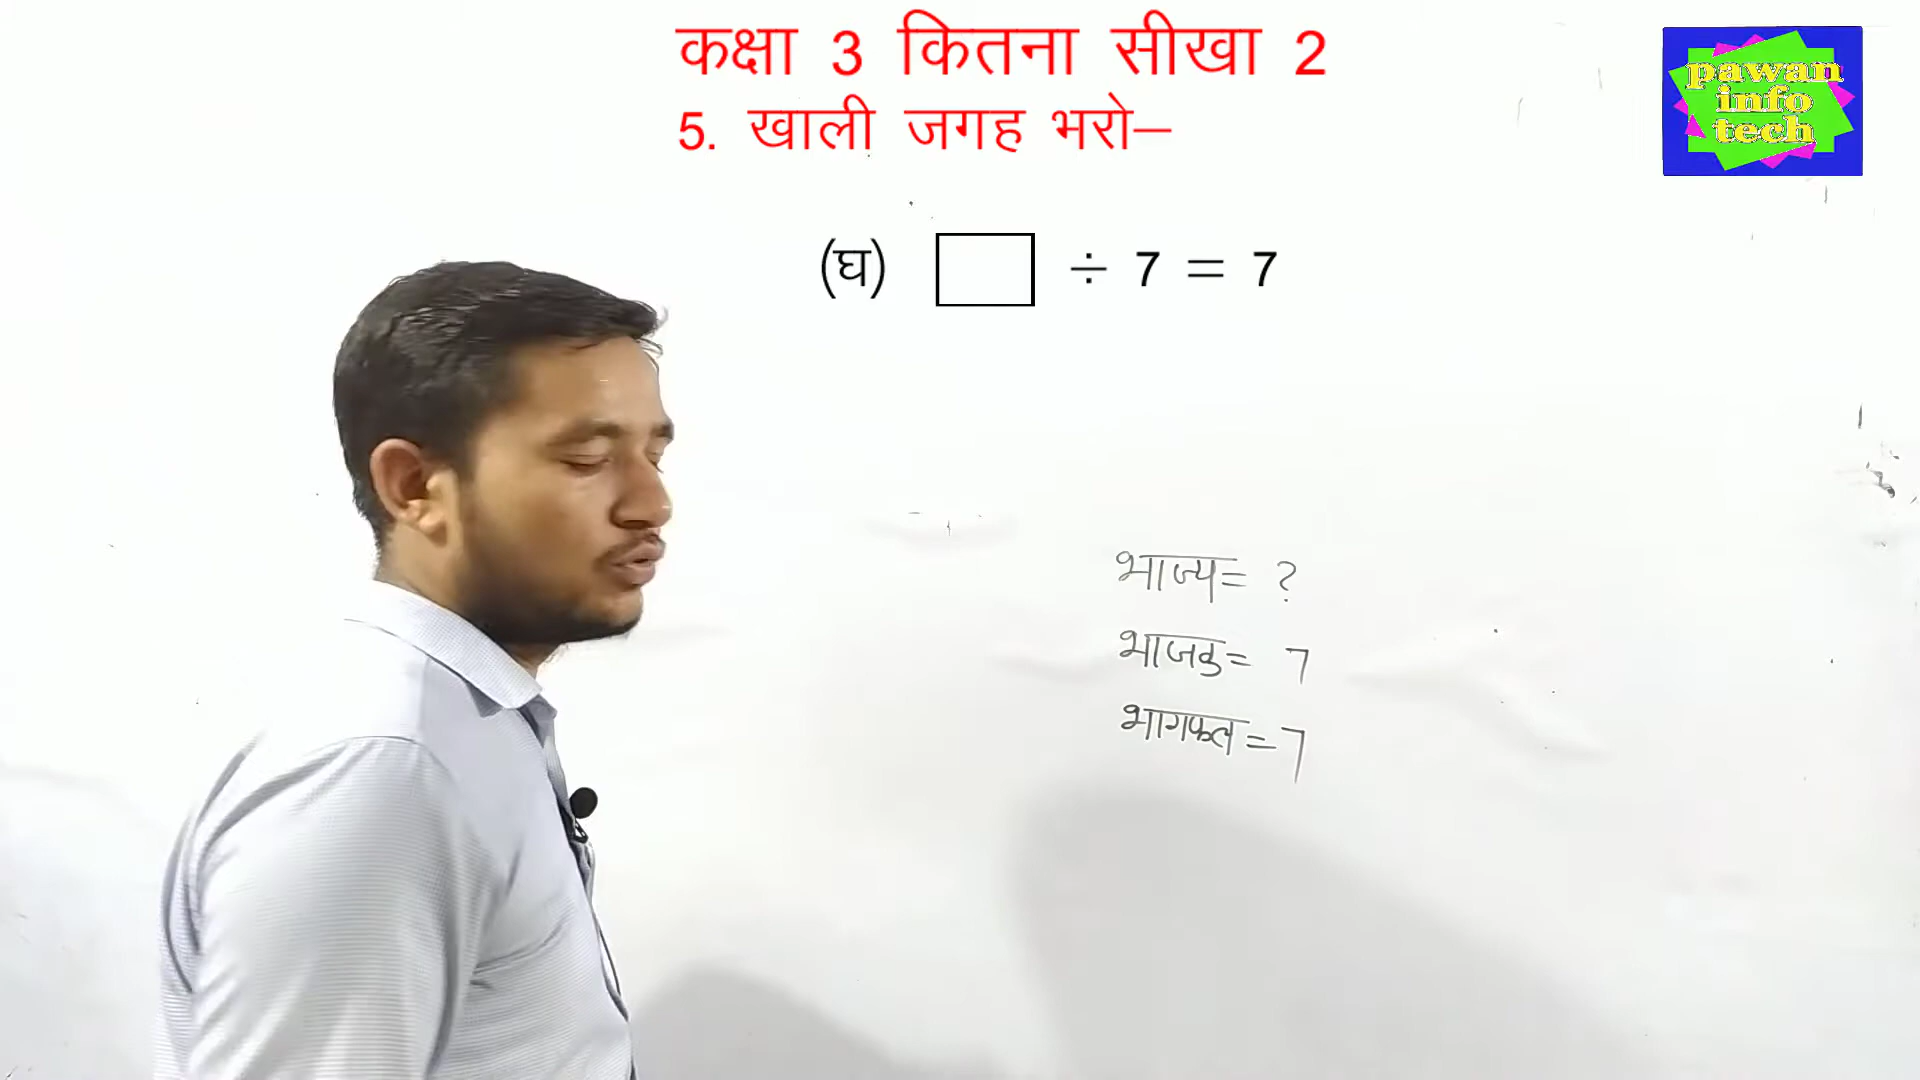 कक्षा 3 कितना सीखा 2
5. खाली जगह भरो–
(घ) ÷ 7 = 7
pawan
info
tech
भाज्य = ?
भाजक = 7
भागफल = 7